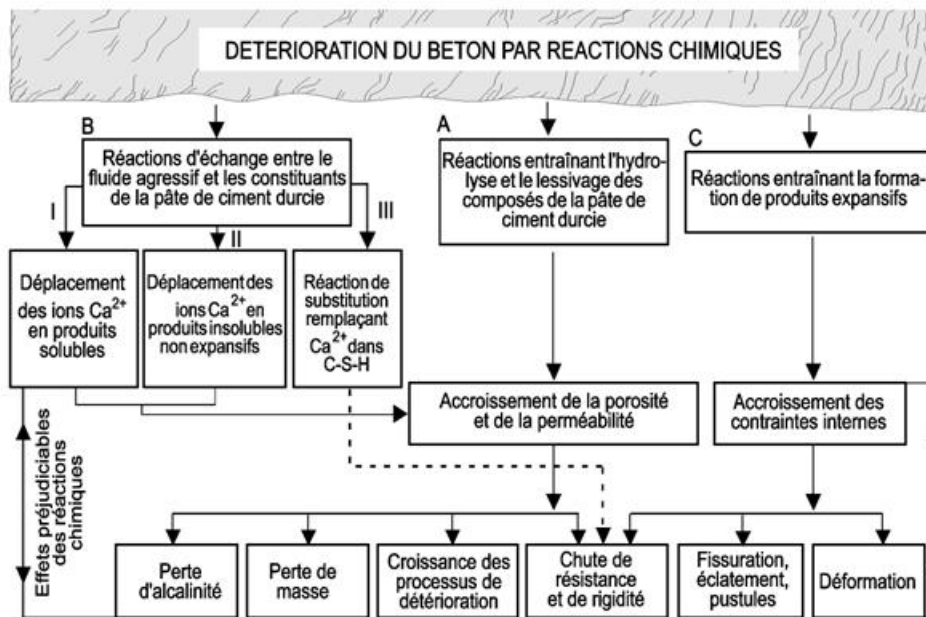 DETERIORATION DU BETON PAR REACTIONS CHIMIQUES
B
Réactions d'échange entre le
fluide agressif et les constituants
de la pâte de ciment durcie
A
Réactions entraînant l'hydro-
lyse et le lessivage des
composés de la pâte de
ciment durcie
C
Réactions entraînant la forma-
tion de produits expansifs
I
II
III
Déplacement
des ions Ca2+
en produits
solubles
Déplacement des
ions Ca2+ en
produits insolubles
non expansifs
Réaction de
substitution
remplaçant
Ca2+ dans
C-S-H
Accroissement de la porosité
et de la perméabilité
Accroissement des
contraintes internes
Effets préjudiciables
des réactions
chimiques
Perte
d'alcalinité
Perte de
masse
Croissance des
processus de
détérioration
Chute de
résistance
et de rigidité
Fissuration,
éclatement,
pustules
Déformation